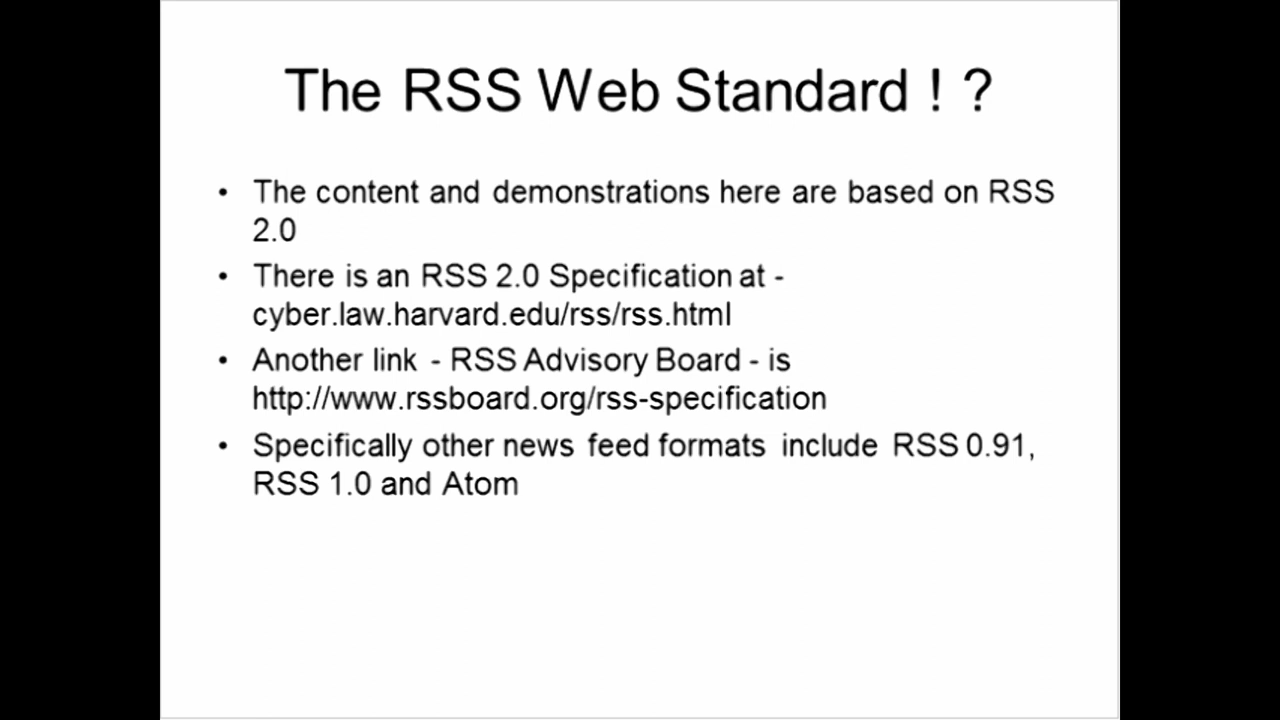 The RSS Web Standard ! ?
• The content and demonstrations here are based on RSS
2.0
• There is an RSS 2.0 Specification at -
cyber.law.harvard.edu/rss/rss.html
• Another link - RSS Advisory Board - is
http://www.rssboard.org/rss-specification
• Specifically other news feed formats include RSS 0.91,
RSS 1.0 and Atom